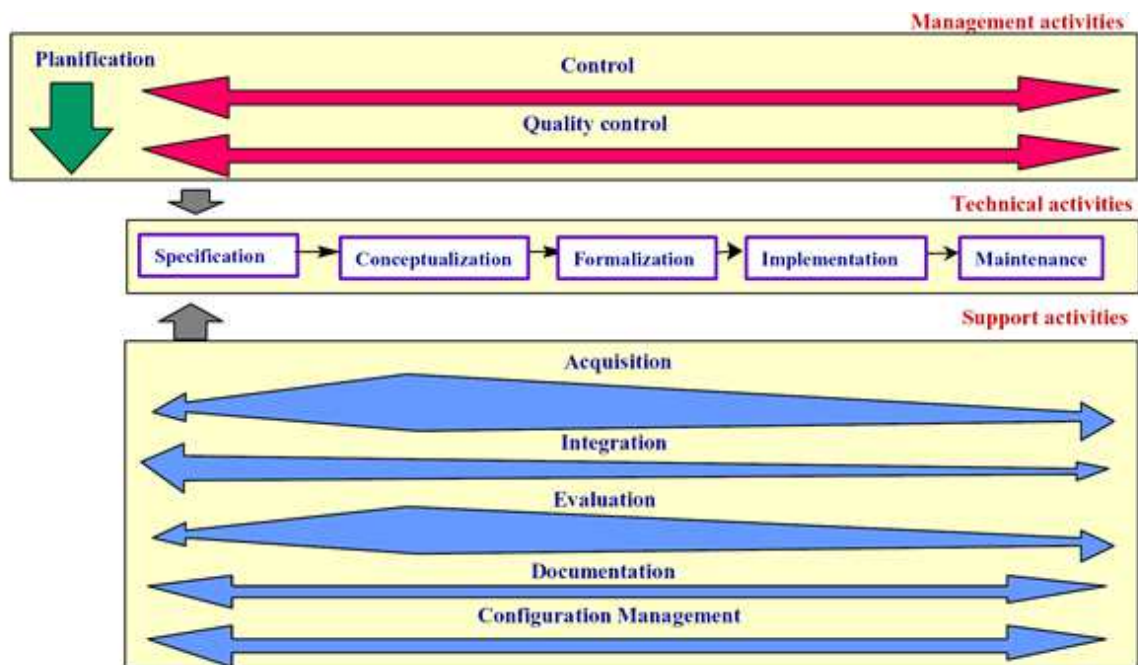 Management activities
Planification
Control
Quality control
Technical activities
Specification
Conceptualization
Formalization
Implementation
Maintenance
Support activities
Acquisition
Integration
Evaluation
Documentation
Configuration Management